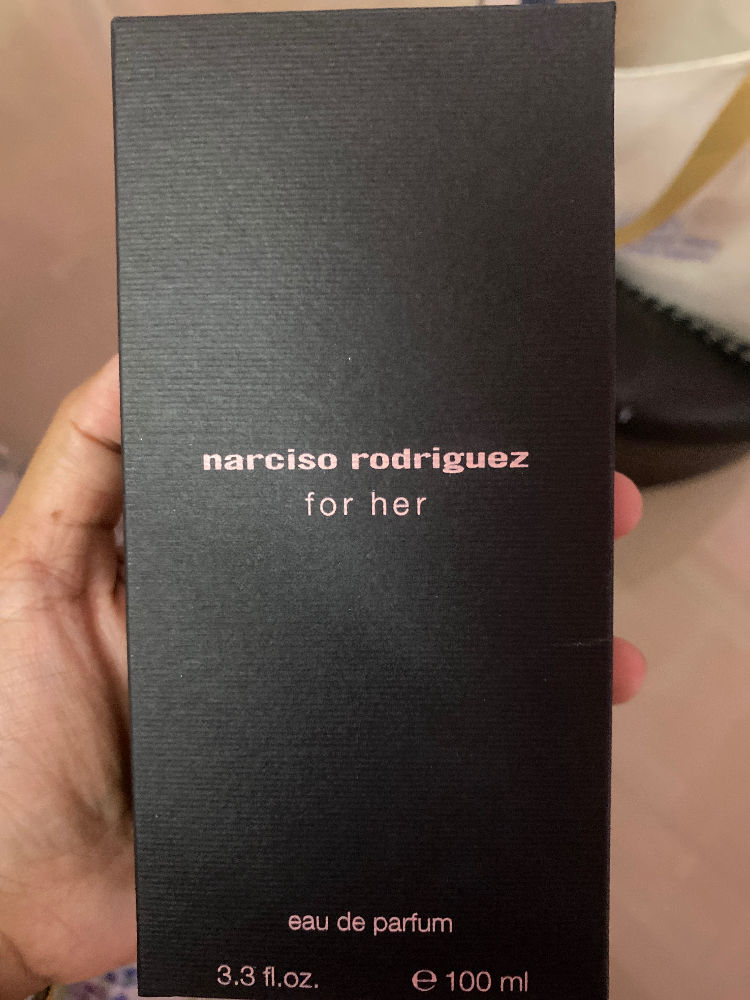 narciso rodriguez
for her
eau de parfum
3.3 fl.oz. ℮ 100 ml